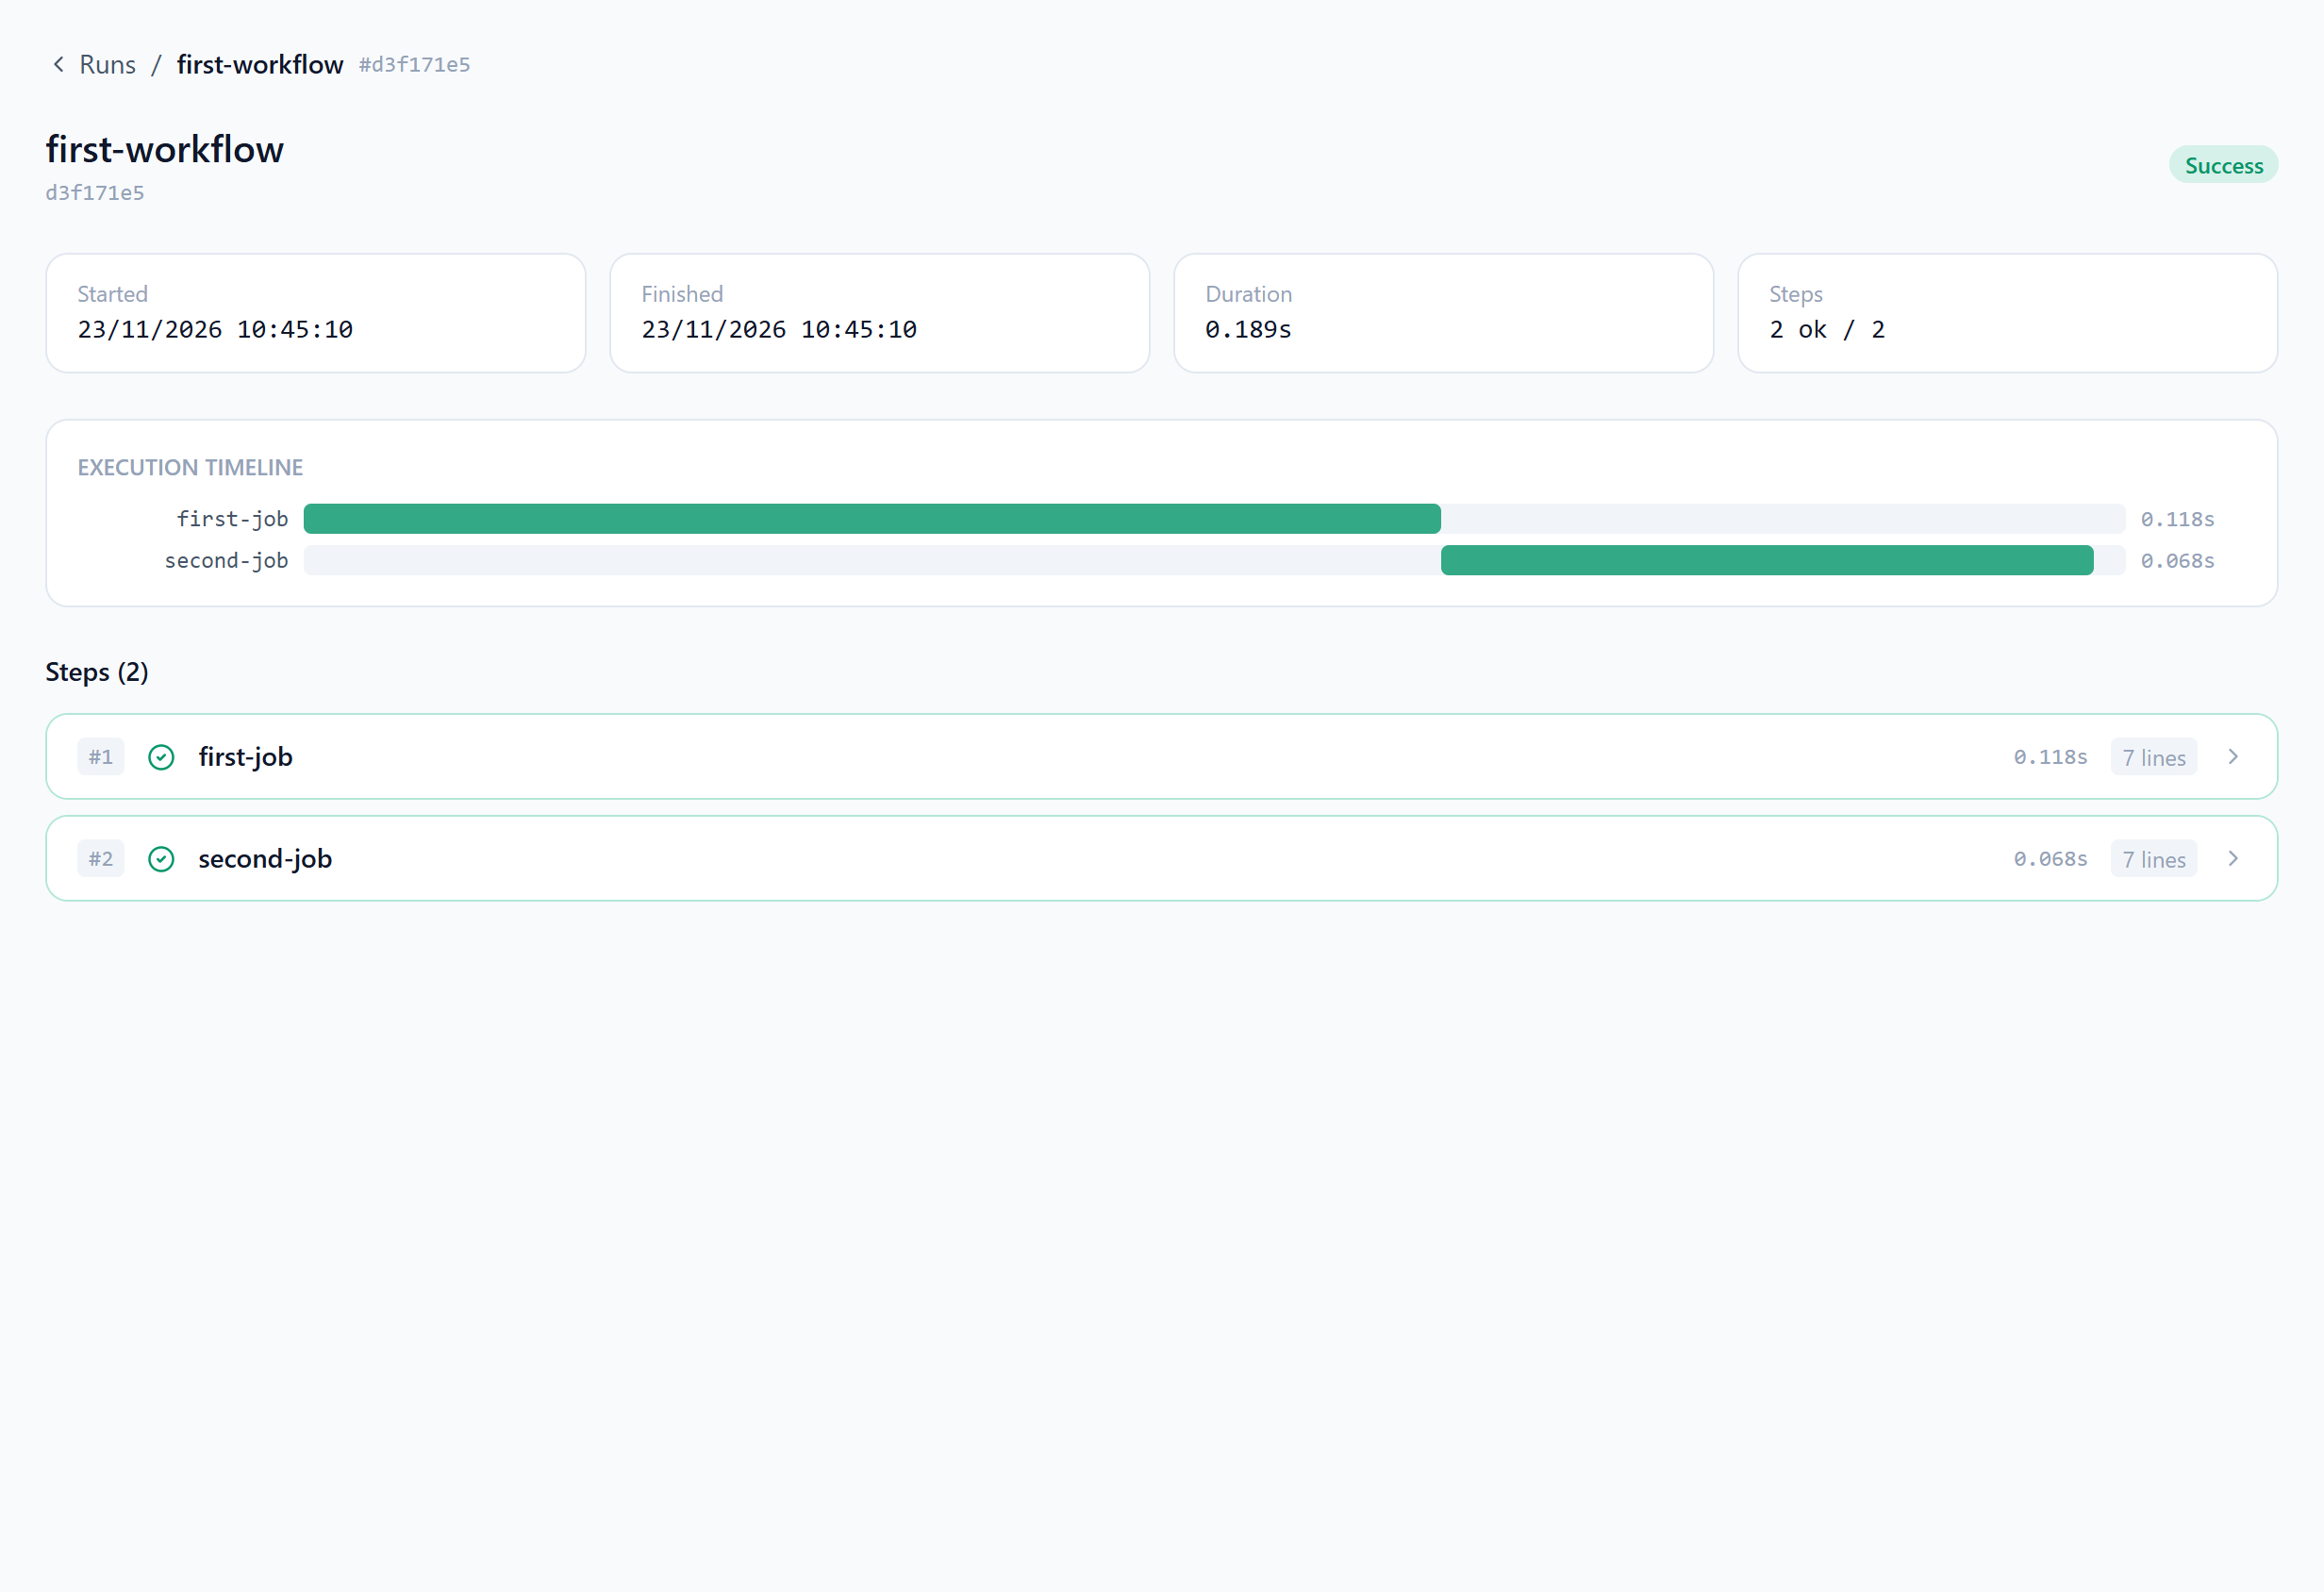 Runs / first-workflow #d3f171e5
first-workflow
d3f171e5
Success
Started
23/11/2026 10:45:10
Finished
23/11/2026 10:45:10
Duration
0.189s
Steps
2 ok / 2
EXECUTION TIMELINE
first-job 0.118s
second-job 0.068s
Steps (2)
#1 first-job 0.118s 7 lines
#2 second-job 0.068s 7 lines